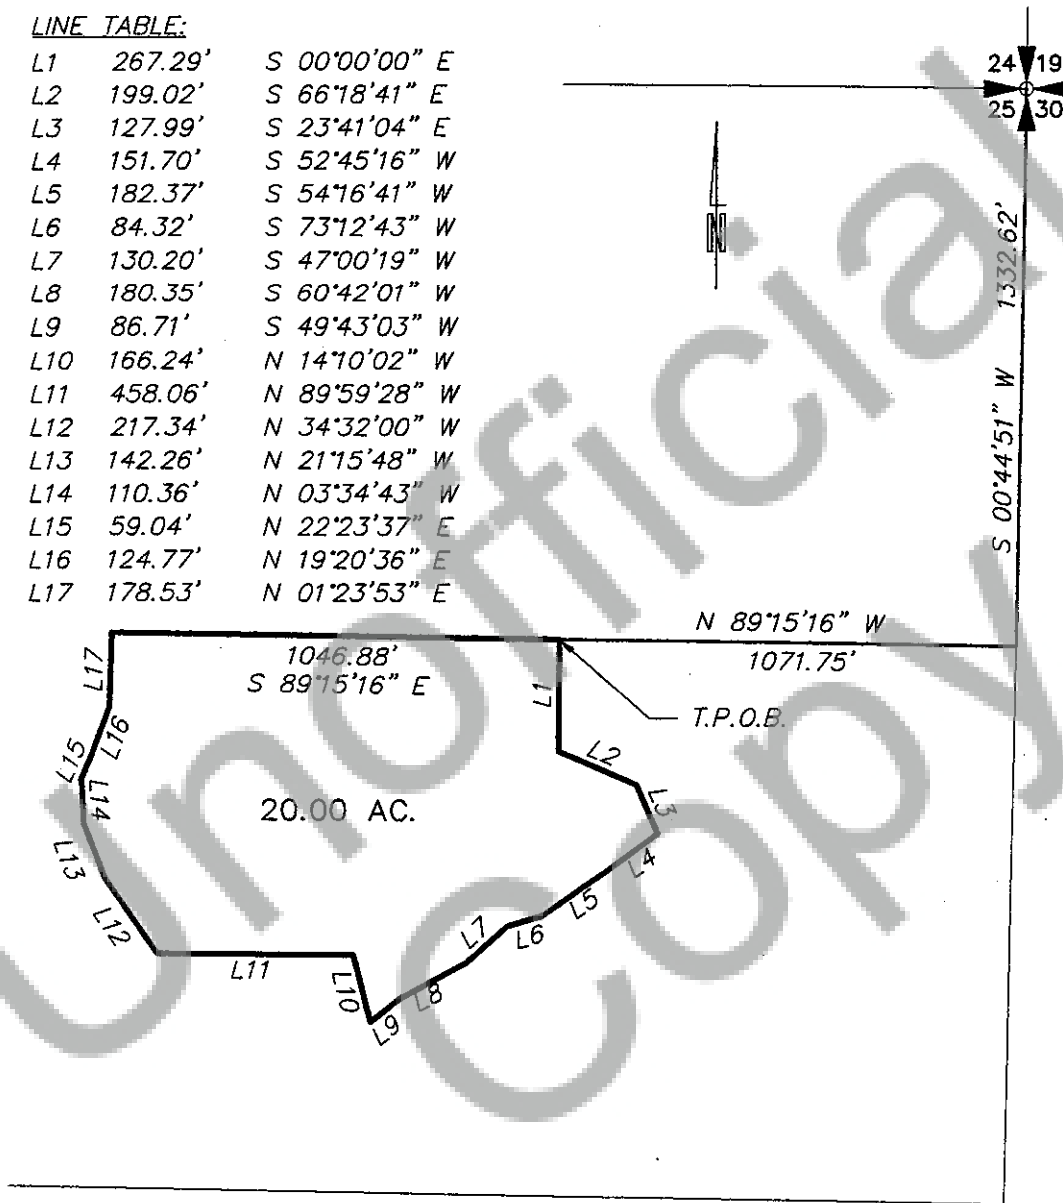 LINE TABLE:
L1 267.29' S 00°00'00" E
L2 199.02' S 66°18'41" E
L3 127.99' S 23°41'04" E
L4 151.70' S 52°45'16" W
L5 182.37' S 54°16'41" W
L6 84.32' S 73°12'43" W
L7 130.20' S 47°00'19" W
L8 180.35' S 60°42'01" W
L9 86.71' S 49°43'03" W
L10 166.24' N 14°10'02" W
L11 458.06' N 89°59'28" W
L12 217.34' N 34°32'00" W
L13 142.26' N 21°15'48" W
L14 110.36' N 03°34'43" W
L15 59.04' N 22°23'37" E
L16 124.77' N 19°20'36" E
L17 178.53' N 01°23'53" E
24 19
25 30
N
S 00°44'51" W 1332.62'
N 89°15'16" W
1071.75'
1046.88'
S 89°15'16" E
T.P.O.B.
20.00 AC.
L1
L2
L3
L4
L5
L6
L7
L8
L9
L10
L11
L12
L13
L14
L15
L16
L17
Unofficial
Copy